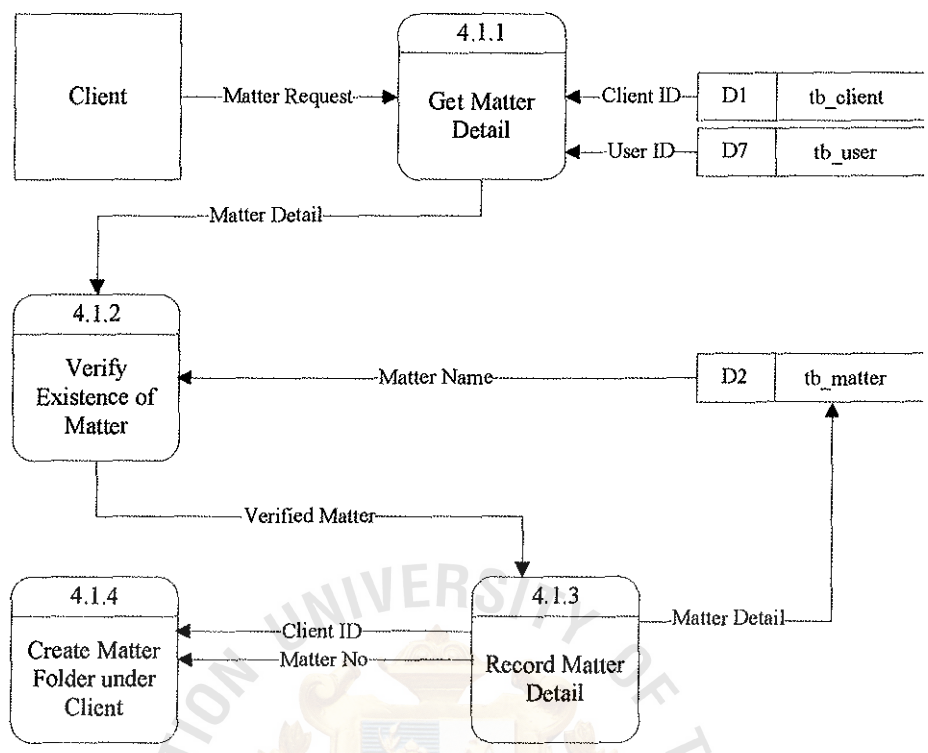 4.1.1
Client
Matter Request
Get Matter
Detail
Client ID
D1
tb_client
User ID
D7
tb_user
Matter Detail
4.1.2
Verify
Existence of
Matter
Matter Name
D2
tb_matter
Verified Matter
4.1.4
Create Matter
Folder under
Client
Client ID
Matter No
4.1.3
Record Matter
Detail
Matter Detail
UNIVERSITY OF